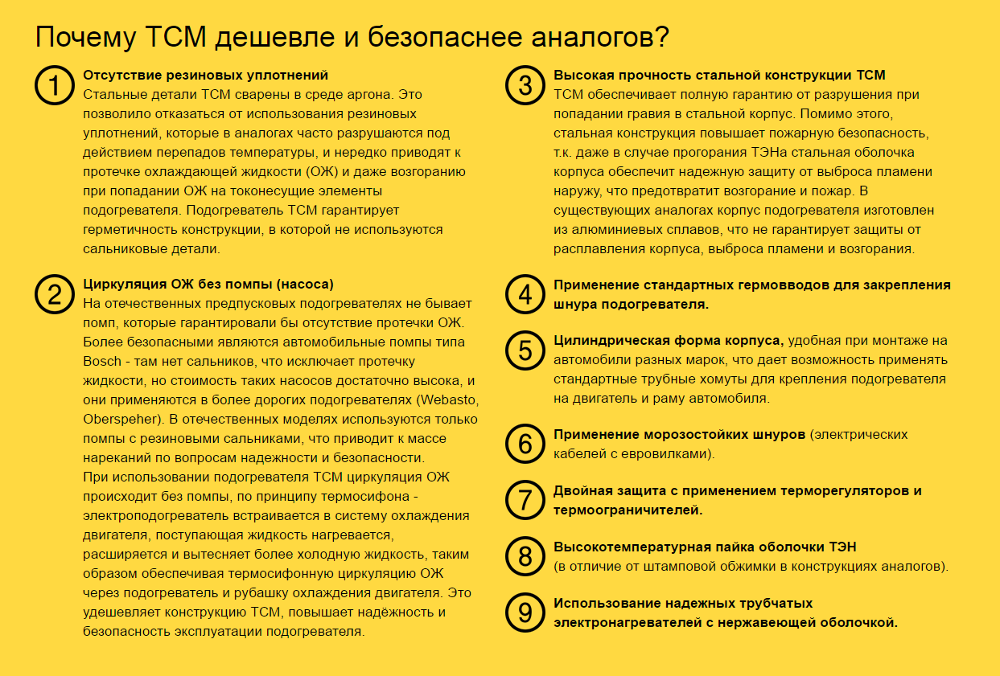 Почему ТСМ дешевле и безопаснее аналогов?
1
Отсутствие резиновых уплотнений
Стальные детали ТСМ сварены в среде аргона. Это
позволило отказаться от использования резиновых
уплотнений, которые в аналогах часто разрушаются под
действием перепадов температуры, и нередко приводят к
протечке охлаждающей жидкости (ОЖ) и даже возгоранию
при попадании ОЖ на токонесущие элементы
подогревателя. Подогреватель ТСМ гарантирует
герметичность конструкции, в которой не используются
сальниковые детали.
2
Циркуляция ОЖ без помпы (насоса)
На отечественных предпусковых подогревателях не бывает
помп, которые гарантировали бы отсутствие протечки ОЖ.
Более безопасными являются автомобильные помпы типа
Bosch - там нет сальников, что исключает протечку
жидкости, но стоимость таких насосов достаточно высока, и
они применяются в более дорогих подогревателях (Webasto,
Oberspeher). В отечественных моделях используются только
помпы с резиновыми сальниками, что приводит к массе
нареканий по вопросам надежности и безопасности.
При использовании подогревателя ТСМ циркуляция ОЖ
происходит без помпы, по принципу термосифона -
электроподогреватель встраивается в систему охлаждения
двигателя, поступающая жидкость нагревается,
расширяется и вытесняет более холодную жидкость, таким
образом обеспечивая термосифонную циркуляцию ОЖ
через подогреватель и рубашку охлаждения двигателя. Это
удешевляет конструкцию ТСМ, повышает надёжность и
безопасность эксплуатации подогревателя.
3
Высокая прочность стальной конструкции ТСМ
ТСМ обеспечивает полную гарантию от разрушения при
попадании гравия в стальной корпус. Помимо этого,
стальная конструкция повышает пожарную безопасность,
т.к. даже в случае прогорания ТЭНа стальная оболочка
корпуса обеспечит надежную защиту от выброса пламени
наружу, что предотвратит возгорание и пожар. В
существующих аналогах корпус подогревателя изготовлен
из алюминиевых сплавов, что не гарантирует защиты от
расплавления корпуса, выброса пламени и возгорания.
4
Применение стандартных гермовводов для закрепления
шнура подогревателя.
5
Цилиндрическая форма корпуса, удобная при монтаже на
автомобили разных марок, что дает возможность применять
стандартные трубные хомуты для крепления подогревателя
на двигатель и раму автомобиля.
6
Применение морозостойких шнуров (электрических
кабелей с евровилками).
7
Двойная защита с применением терморегуляторов и
термоограничителей.
8
Высокотемпературная пайка оболочки ТЭН
(в отличие от штамповой обжимки в конструкциях аналогов).
9
Использование надежных трубчатых
электронагревателей с нержавеющей оболочкой.